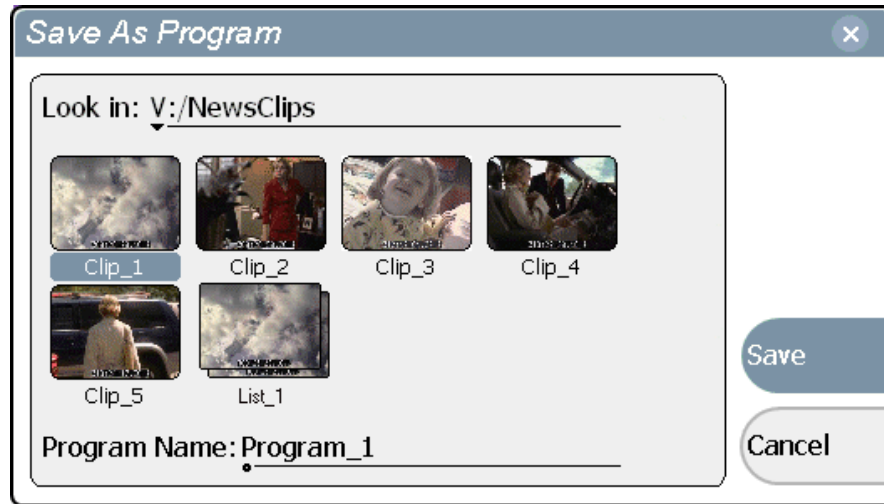 Save As Program
Look in: V:/NewsClips
Clip_1
Clip_2
Clip_3
Clip_4
Clip_5
List_1
Save
Program Name: Program_1
Cancel